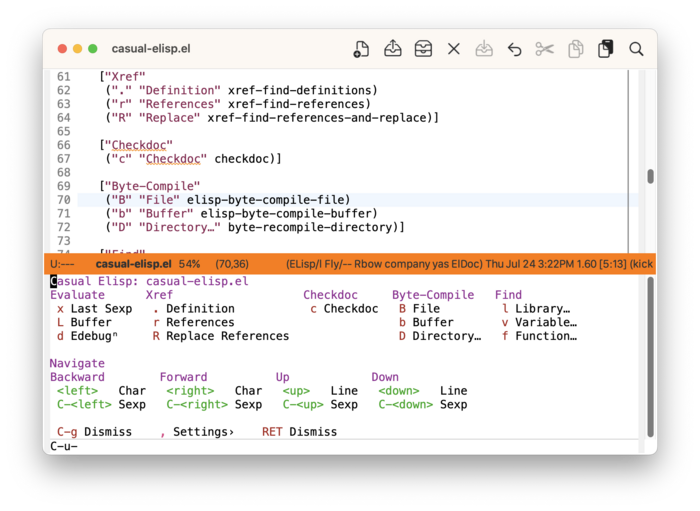 casual-elisp.el
61 ["Xref"
62 ("." "Definition" xref-find-definitions)
63 ("r" "References" xref-find-references)
64 ("R" "Replace" xref-find-references-and-replace)]
65
66 ["Checkdoc"
67 ("c" "Checkdoc" checkdoc)]
68
69 ["Byte-Compile"
70 ("B" "File" elisp-byte-compile-file)
71 ("b" "Buffer" elisp-byte-compile-buffer)
72 ("D" "Directory…" byte-recompile-directory)]
73
74 ["Find"
U:--- casual-elisp.el 54% (70,36) (ELisp/l Fly/-- Rbow company yas ElDoc) Thu Jul 24 3:22PM 1.60 [5:13] (kick
Casual Elisp: casual-elisp.el
Evaluate Xref Checkdoc Byte-Compile Find
x Last Sexp . Definition c Checkdoc B File l Library…
L Buffer r References b Buffer v Variable…
d Edebugⁿ R Replace References D Directory… f Function…
Navigate
Backward Forward Up Down
<left> Char <right> Char <up> Line <down> Line
C-<left> Sexp C-<right> Sexp C-<up> Sexp C-<down> Sexp
C-g Dismiss , Settings› RET Dismiss
C-u-